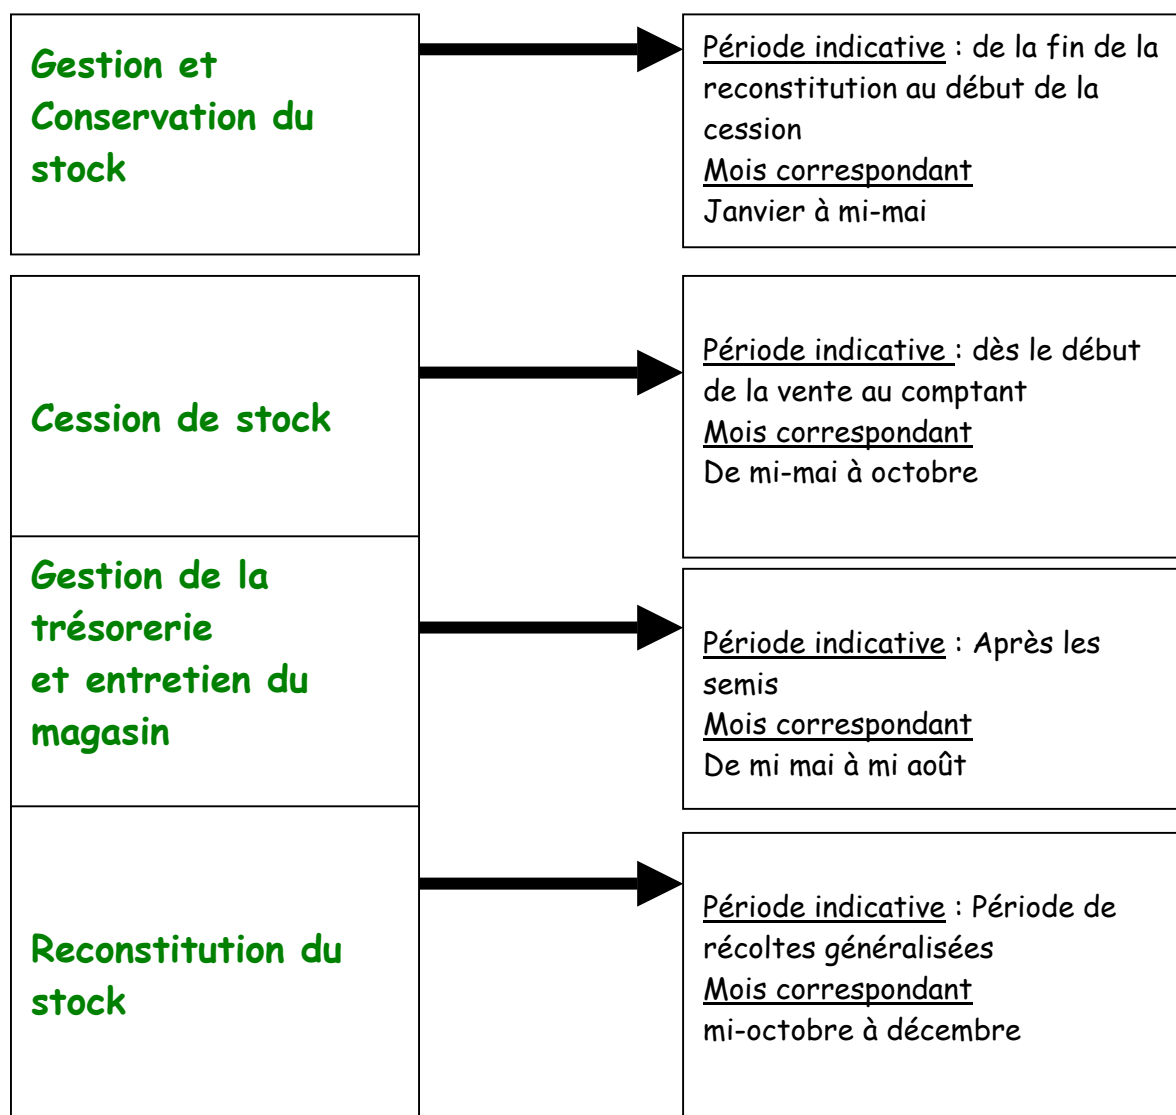 Gestion et
Conservation du
stock
Période indicative : de la fin de la
reconstitution au début de la
cession
Mois correspondant
Janvier à mi-mai
Cession de stock
Période indicative : dès le début
de la vente au comptant
Mois correspondant
De mi-mai à octobre
Gestion de la
trésorerie
et entretien du
magasin
Période indicative : Après les
semis
Mois correspondant
De mi mai à mi août
Reconstitution du
stock
Période indicative : Période de
récoltes généralisées
Mois correspondant
mi-octobre à décembre